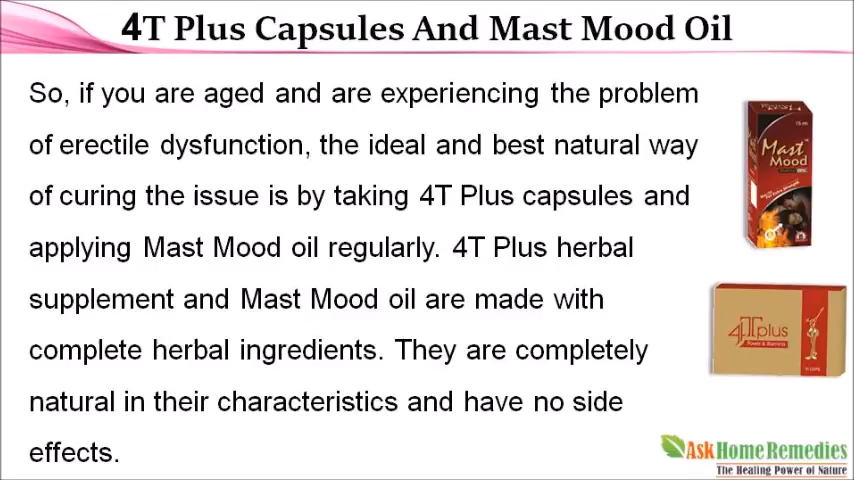 4T Plus Capsules And Mast Mood Oil
So, if you are aged and are experiencing the problem
of erectile dysfunction, the ideal and best natural way
of curing the issue is by taking 4T Plus capsules and
applying Mast Mood oil regularly. 4T Plus herbal
supplement and Mast Mood oil are made with
complete herbal ingredients. They are completely
natural in their characteristics and have no side
effects.
15 ml
Mast
Mood
4Tplus
Power & Stamina
AskHomeRemedies
The Healing Power of Nature